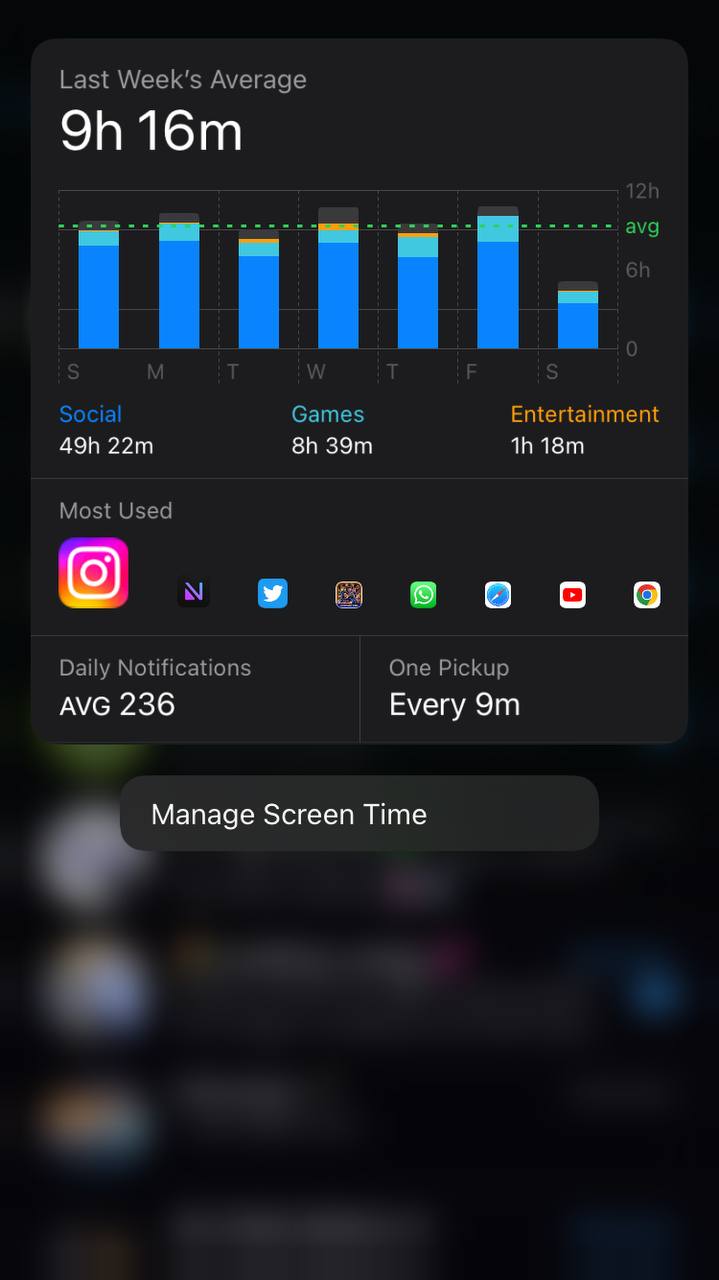 Last Week's Average
9h 16m
12h
avg
6h
0
S M T W T F S
Social Games Entertainment
49h 22m 8h 39m 1h 18m
Most Used
Daily Notifications One Pickup
AVG 236 Every 9m
Manage Screen Time